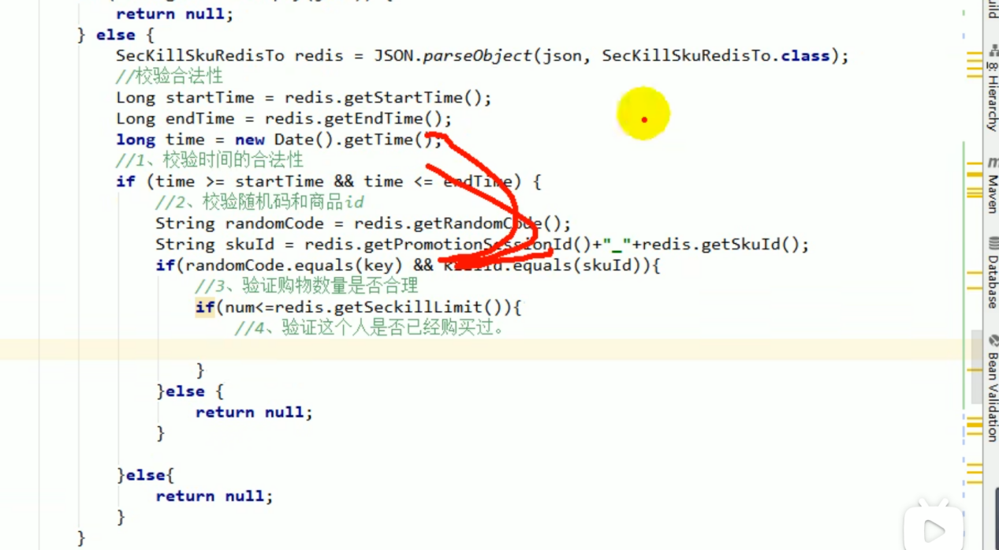 return null;
} else {
SecKillSkuRedisTo redis = JSON.parseObject(json, SecKillSkuRedisTo.class);
//校验合法性
Long startTime = redis.getStartTime();
Long endTime = redis.getEndTime();
long time = new Date().getTime();
//1、校验时间的合法性
if (time >= startTime && time <= endTime) {
//2、校验随机码和商品id
String randomCode = redis.getRandomCode();
String skuId = redis.getPromotionSessionId()+"_"+redis.getSkuId();
if(randomCode.equals(key) && killId.equals(skuId)){
//3、验证购物数量是否合理
if(num<=redis.getSeckillLimit()){
//4、验证这个人是否已经购买过。
}
}else {
return null;
}
}else{
return null;
}
}
Hierarchy
Maven
Database
Bean Validation